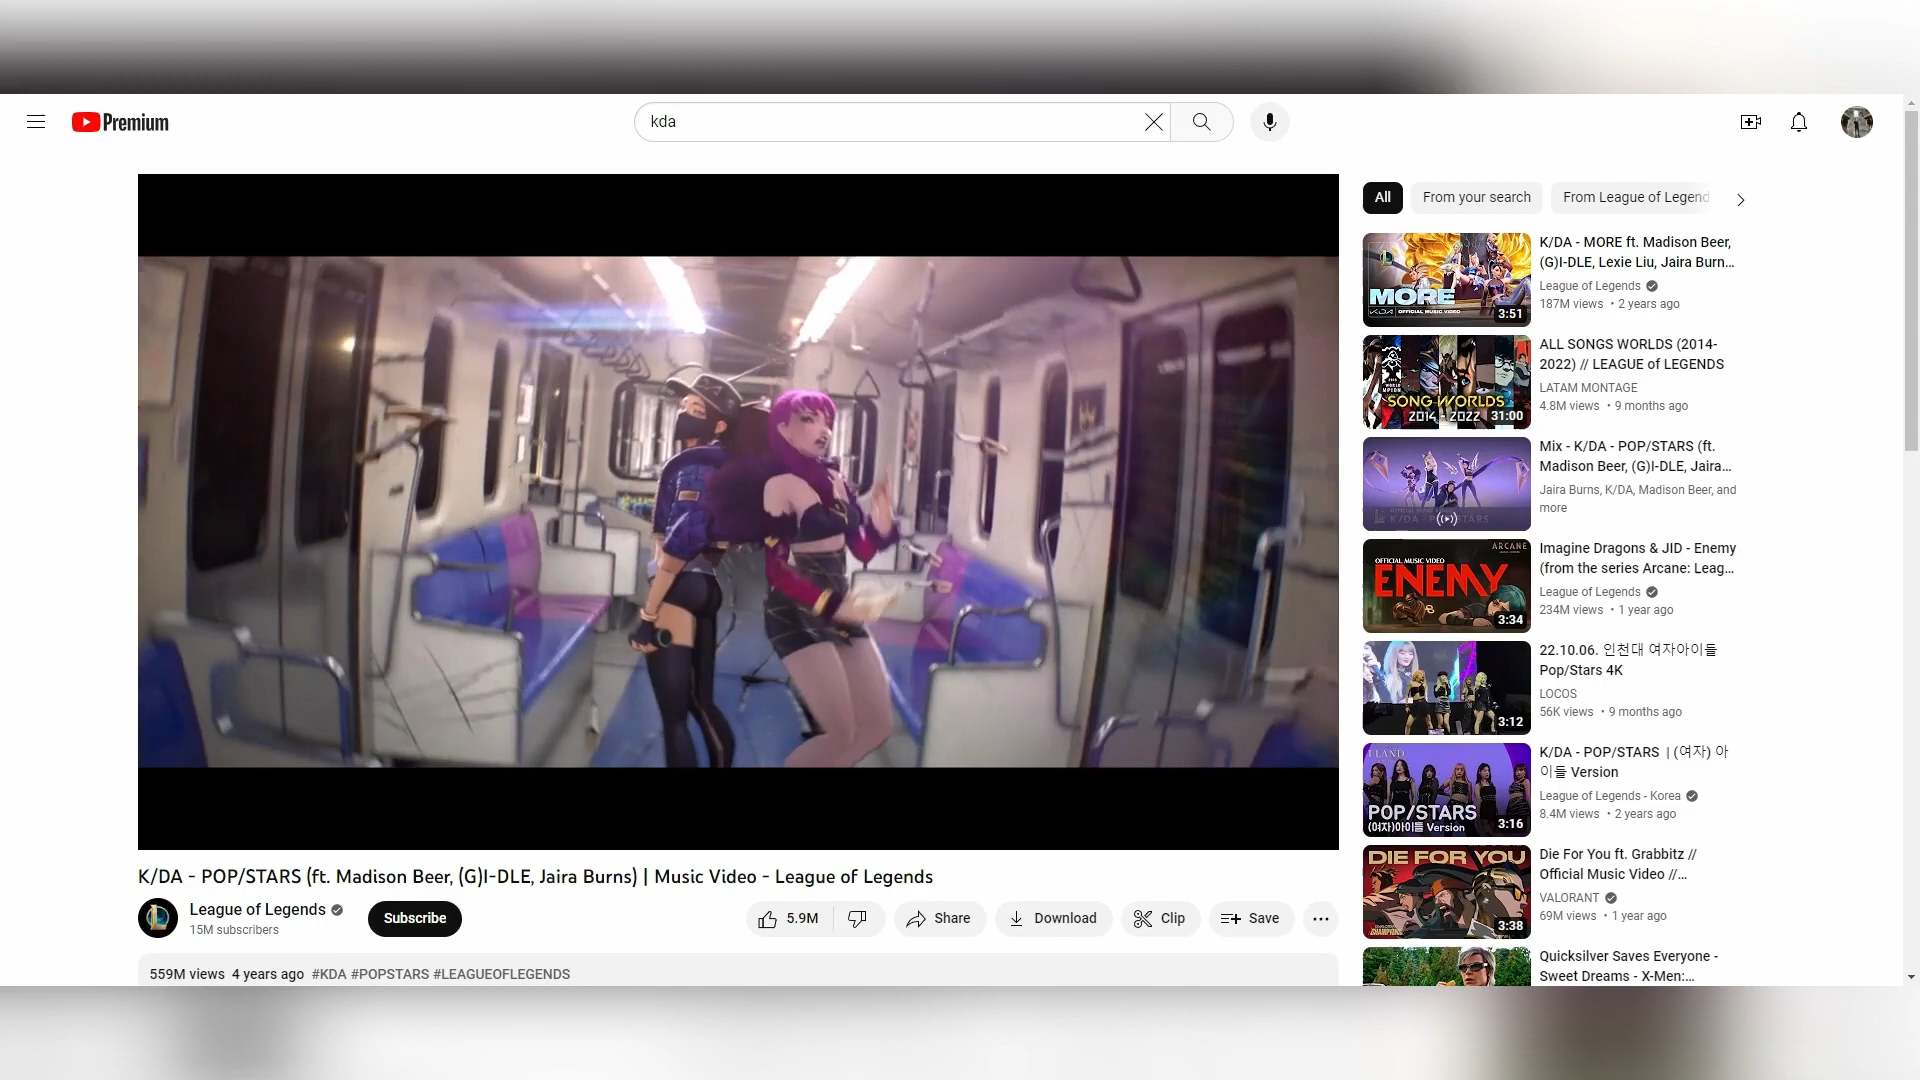 Premium
kda
All
From your search
From League of Legend
K/DA - MORE ft. Madison Beer,
(G)I-DLE, Lexie Liu, Jaira Burn...
League of Legends
187M views • 2 years ago
MORE
K/DA OFFICIAL MUSIC VIDEO
3:51
ALL SONGS WORLDS (2014-
2022) // LEAGUE of LEGENDS
LATAM MONTAGE
4.8M views • 9 months ago
SONG WORLDS
2014 - 2022
31:00
Mix - K/DA - POP/STARS (ft.
Madison Beer, (G)I-DLE, Jaira...
Jaira Burns, K/DA, Madison Beer, and
more
Imagine Dragons & JID - Enemy
(from the series Arcane: Leag...
League of Legends
234M views • 1 year ago
ARCANE
OFFICIAL MUSIC VIDEO
ENEMY
3:34
22.10.06. 인천대 여자아이들
Pop/Stars 4K
LOCOS
56K views • 9 months ago
3:12
K/DA - POP/STARS | (여자) 아
이들 Version
League of Legends - Korea
8.4M views • 2 years ago
I-LAND
POP/STARS
(여자)아이들 Version
3:16
Die For You ft. Grabbitz //
Official Music Video //...
VALORANT
69M views • 1 year ago
DIE FOR YOU
CHAMPIONS
3:38
Quicksilver Saves Everyone -
Sweet Dreams - X-Men:...
K/DA - POP/STARS (ft. Madison Beer, (G)I-DLE, Jaira Burns) | Music Video - League of Legends
League of Legends
15M subscribers
Subscribe
5.9M
Share
Download
Clip
Save
559M views 4 years ago #KDA #POPSTARS #LEAGUEOFLEGENDS